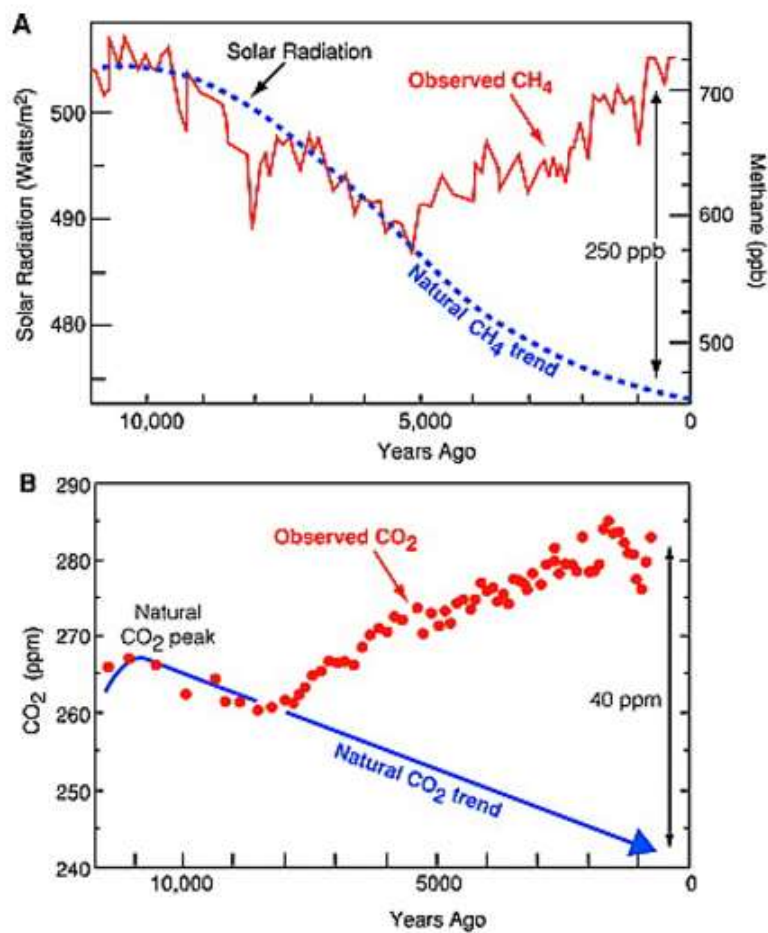 A
Solar Radiation
Observed CH4
500
490
480
Solar Radiation (Watts/m2)
700
600
500
Methane (ppb)
250 ppb
Natural CH4 trend
10,000
5,000
0
Years Ago
B
290
280
270
260
250
240
CO2 (ppm)
Observed CO2
Natural
CO2 peak
40 ppm
Natural CO2 trend
10,000
5000
0
Years Ago